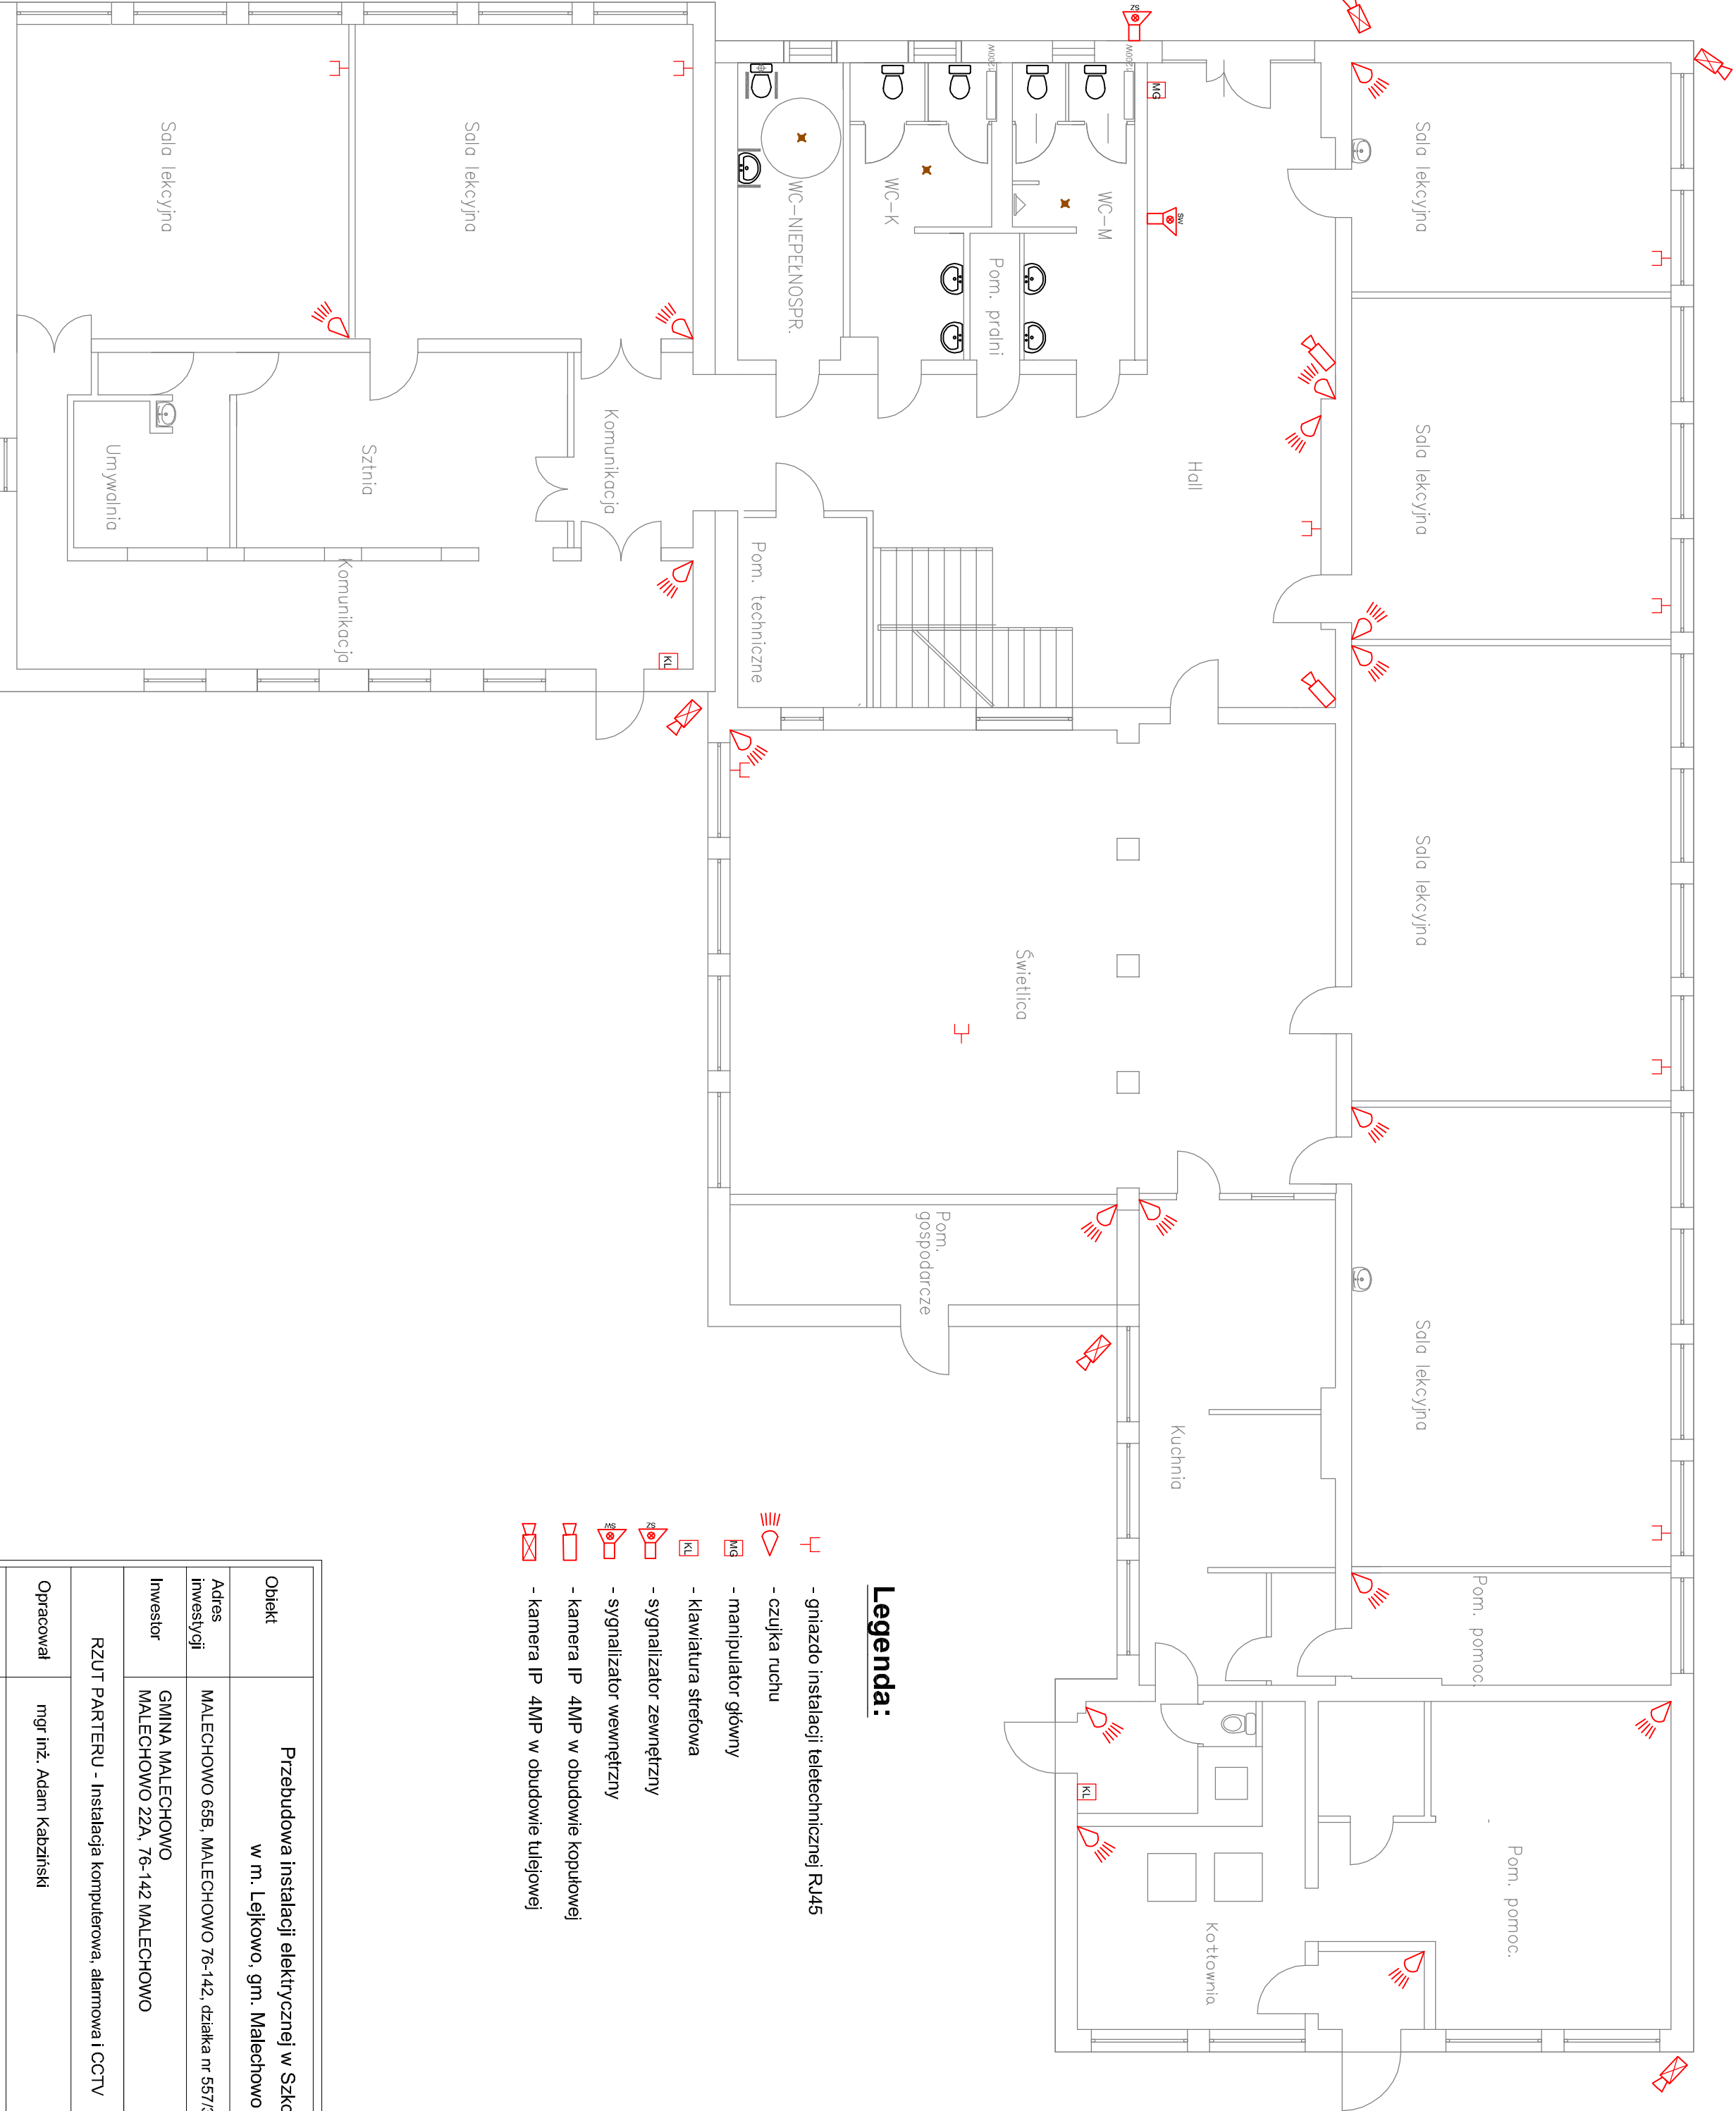 Sala lekcyjna
Sala lekcyjna
Sala lekcyjna
Sala lekcyjna
Pom. pomoc.
Pom. pomoc.
SZ
1200W
MG
SW
WC-M
Hall
1200W
Pom. pralni
WC-K
WC-NIEPEŁNOSPR.
Świetlica
Kuchnia
Pom.
gospodarcze
KL
Kotłownia
Pom. techniczne
Sala lekcyjna
Komunikacja
Sztnia
Komunikacja
KL
Sala lekcyjna
Umywalnia
Legenda:
- gniazdo instalacji teletechnicznej RJ45
- czujka ruchu
MG - manipulator główny
KL - klawiatura strefowa
SZ - sygnalizator zewnętrzny
SW - sygnalizator wewnętrzny
- kamera IP 4MP w obudowie kopułowej
- kamera IP 4MP w obudowie tulejowej
Obiekt
Przebudowa instalacji elektrycznej w
w m. Lejkowo, gm. Malechowo
Adres
inwestycji
MALECHOWO 65B, MALECHOWO 76-142, działka nr
Inwestor
GMINA MALECHOWO
MALECHOWO 22A, 76-142 MALECHOWO
RZUT PARTERU - Instalacja komputerowa, alarmowa i CCTV
Opracował
mgr inż. Adam Kabziński